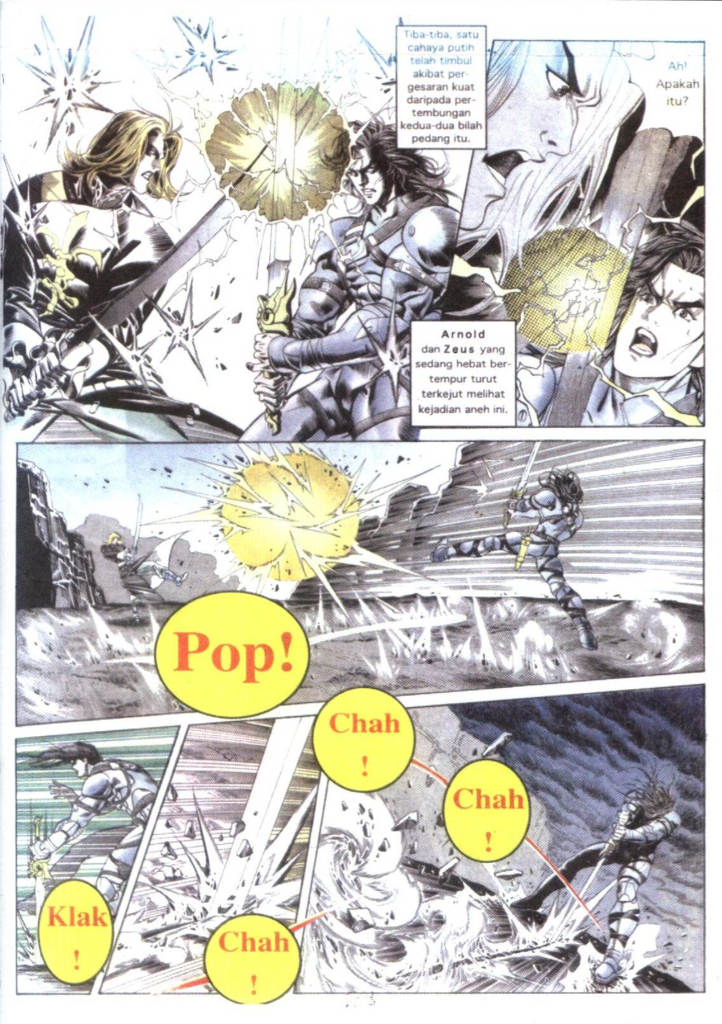 Tiba-tiba, satu
cahaya putih
telah timbul
akibat per-
gesaran kuat
daripada per-
tembungan
kedua-dua bilah
pedang itu.
Ah!
Apakah
itu?
Arnold
dan Zeus yang
sedang hebat ber-
tempur turut
terkejut melihat
kejadian aneh ini.
Pop!
Chah
!
Chah
!
Klak
!
Chah
!